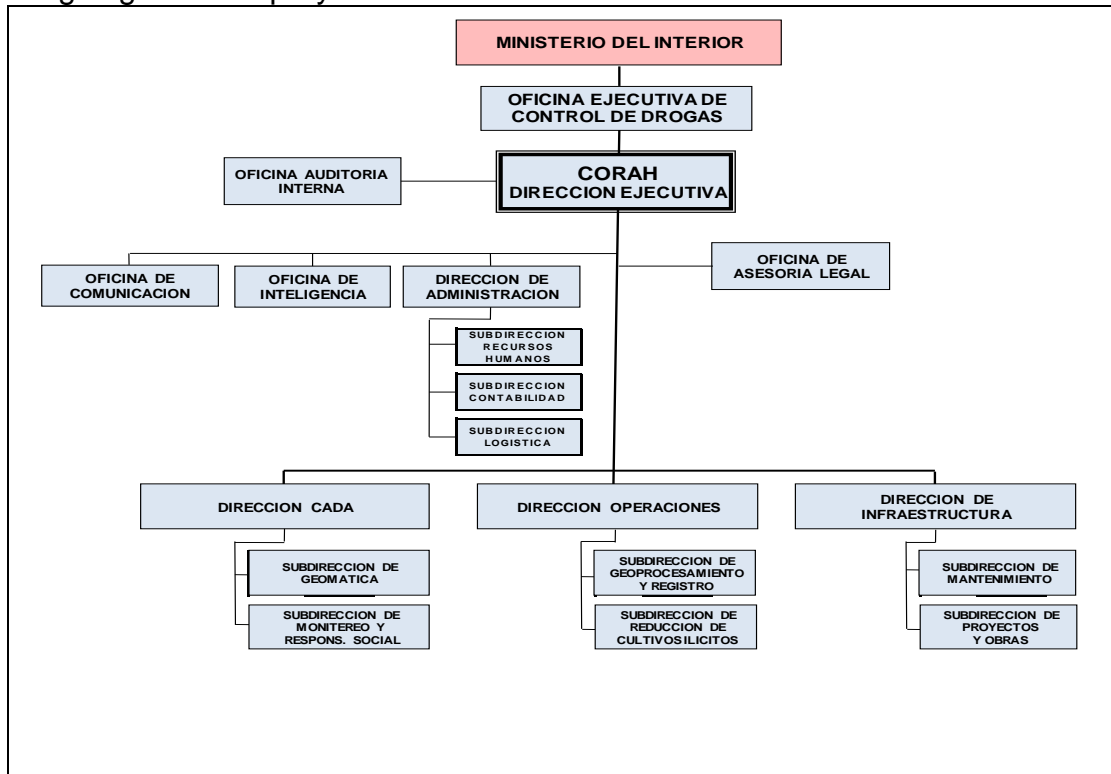 MINISTERIO DEL INTERIOR
OFICINA EJECUTIVA DE
CONTROL DE DROGAS
OFICINA AUDITORIA
INTERNA
CORAH
DIRECCION EJECUTIVA
OFICINA DE
ASESORIA LEGAL
OFICINA DE
COMUNICACION
OFICINA DE
INTELIGENCIA
DIRECCION DE
ADMINISTRACION
SUBDIRECCION
RECURSOS
HUMANOS
SUBDIRECCION
CONTABILIDAD
SUBDIRECCION
LOGISTICA
DIRECCION CADA
DIRECCION OPERACIONES
DIRECCION DE
INFRAESTRUCTURA
SUBDIRECCION DE
GEOMATICA
SUBDIRECCION DE
MONITEREO Y
RESPONS. SOCIAL
SUBDIRECCION DE
GEOPROCESAMIENTO
Y REGISTRO
SUBDIRECCION DE
REDUCCION DE
CULTIVOS ILICITOS
SUBDIRECCION DE
MANTENIMIENTO
SUBDIRECCION DE
PROYECTOS
Y OBRAS